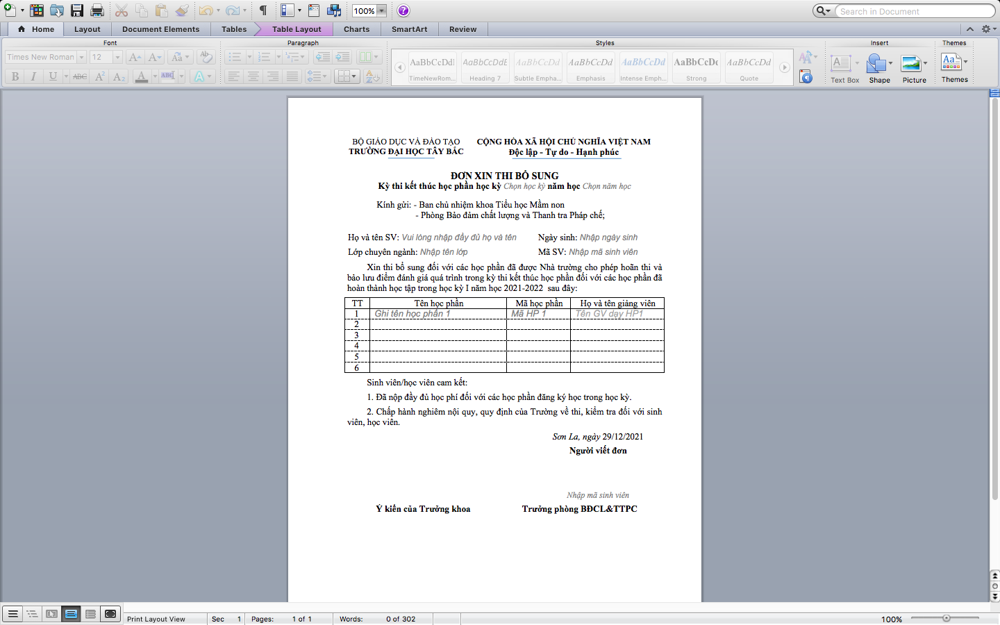 100%
Search in Document
Home Layout Document Elements Tables Table Layout Charts SmartArt Review
Font Paragraph Styles Insert Themes
Times New Roman 12
AaBbCcDdI AaBbCcDdE AaBbCcDd AaBbCcDd AaBbCcDd AaBbCcDc AaBbCcDd
TimeNewRom... Heading 7 Subtle Empha... Emphasis Intense Emph... Strong Quote
Text Box Shape Picture Themes
BỘ GIÁO DỤC VÀ ĐÀO TẠO
TRƯỜNG ĐẠI HỌC TÂY BẮC
CỘNG HÒA XÃ HỘI CHỦ NGHĨA VIỆT NAM
Độc lập - Tự do - Hạnh phúc
ĐƠN XIN THI BỔ SUNG
Kỳ thi kết thúc học phần học kỳ Chọn học kỳ năm học Chọn năm học
Kính gửi: - Ban chủ nhiệm khoa Tiểu học Mầm non
- Phòng Bảo đảm chất lượng và Thanh tra Pháp chế;
Họ và tên SV: Vui lòng nhập đầy đủ họ và tên Ngày sinh: Nhập ngày sinh
Lớp chuyên ngành: Nhập tên lớp Mã SV: Nhập mã sinh viên
Xin thi bổ sung đối với các học phần đã được Nhà trường cho phép hoãn thi và
bảo lưu điểm đánh giá quá trình trong kỳ thi kết thúc học phần đối với các học phần đã
hoàn thành học tập trong học kỳ I năm học 2021-2022 sau đây:
TT Tên học phần Mã học phần Họ và tên giảng viên
1 Ghi tên học phần 1 Mã HP 1 Tên GV dạy HP1
2
3
4
5
6
Sinh viên/học viên cam kết:
1. Đã nộp đầy đủ học phí đối với các học phần đăng ký học trong học kỳ.
2. Chấp hành nghiêm nội quy, quy định của Trường về thi, kiểm tra đối với sinh
viên, học viên.
Sơn La, ngày 29/12/2021
Người viết đơn
Nhập mã sinh viên
Ý kiến của Trưởng khoa Trưởng phòng BĐCL&TTPC
Print Layout View Sec 1 Pages: 1 of 1 Words: 0 of 302 100%